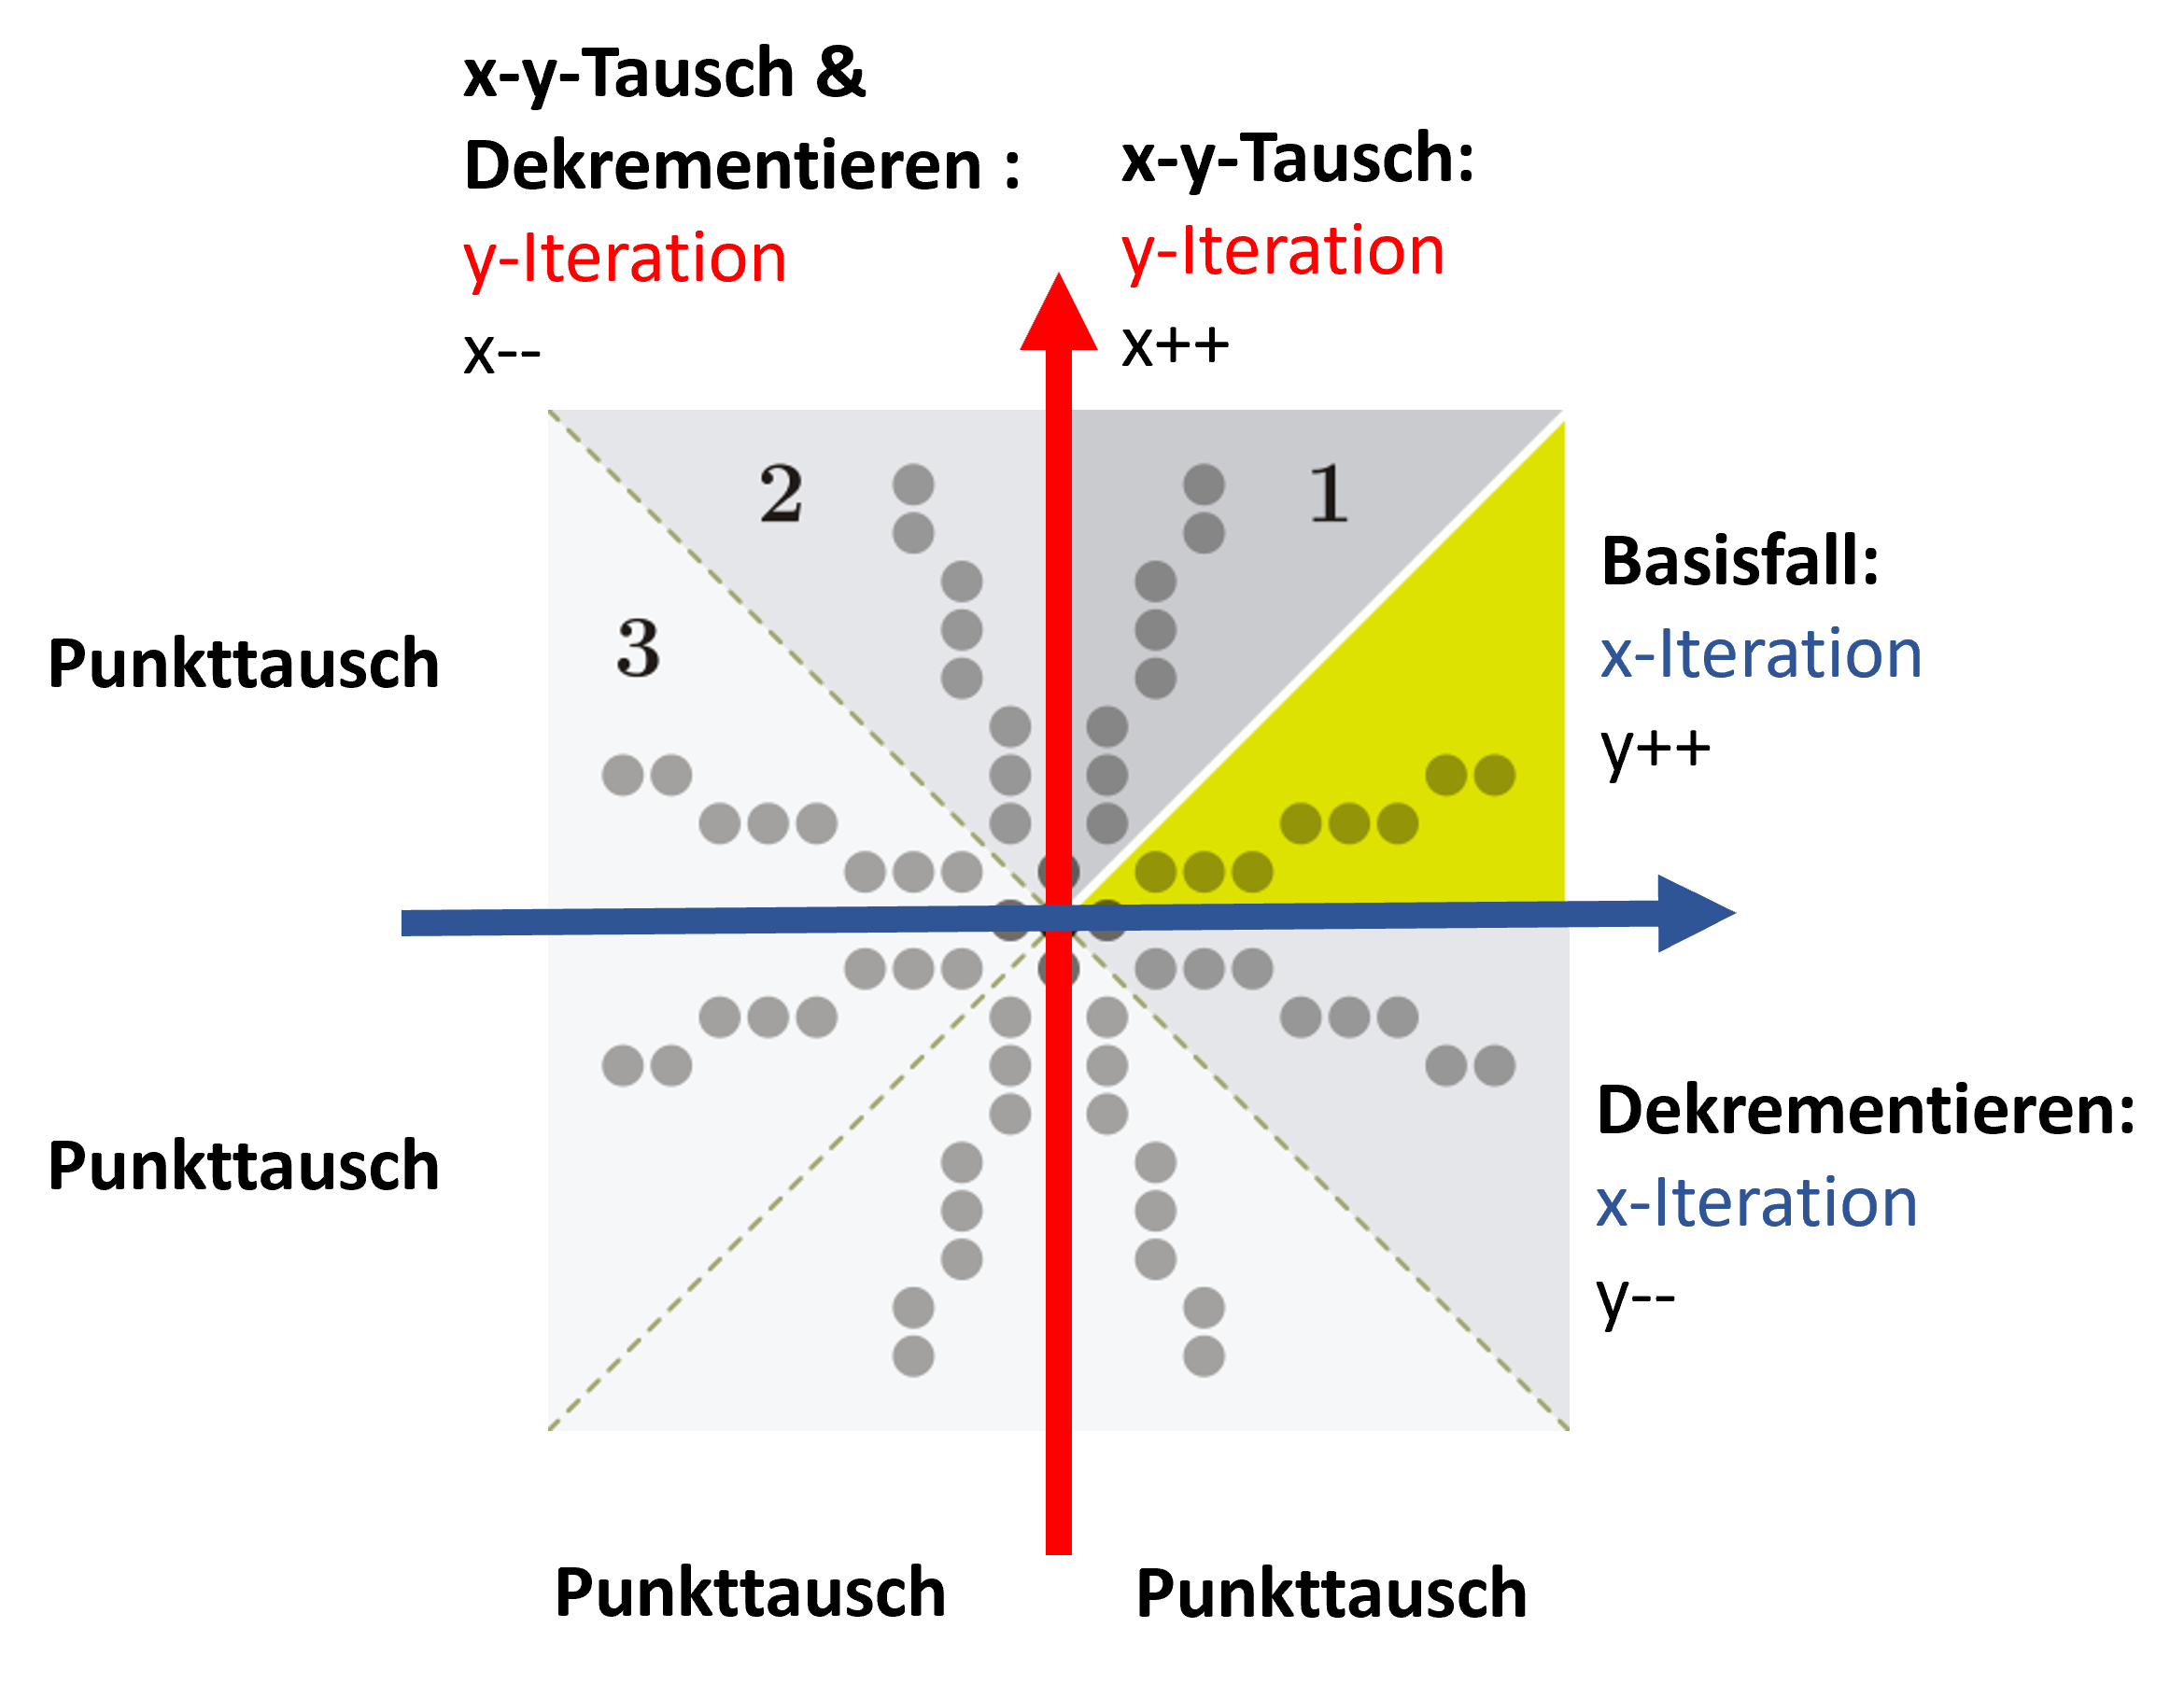 x-y-Tausch &
Dekrementieren :
y-Iteration
x--
x-y-Tausch:
y-Iteration
x++
2
1
3
Basisfall:
x-Iteration
y++
Punkttausch
Punkttausch
Dekrementieren:
x-Iteration
y--
Punkttausch
Punkttausch